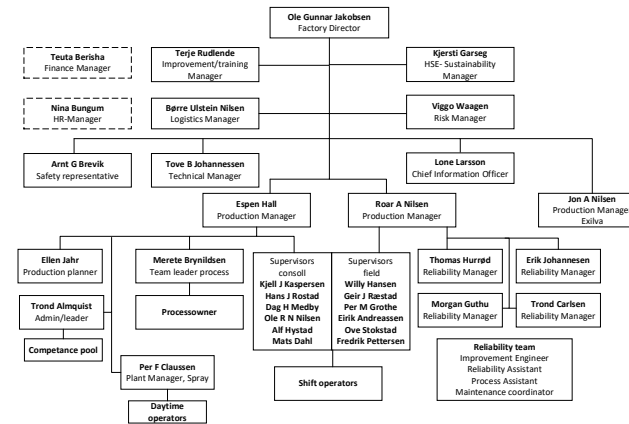 Ole Gunnar Jakobsen
Factory Director
Teuta Berisha
Finance Manager
Terje Rudlende
Improvement/training
Manager
Kjersti Garseg
HSE- Sustainability
Manager
Nina Bungum
HR-Manager
Børre Ulstein Nilsen
Logistics Manager
Viggo Waagen
Risk Manager
Arnt G Brevik
Safety representative
Tove B Johannessen
Technical Manager
Lone Larsson
Chief Information Officer
Espen Hall
Production Manager
Roar A Nilsen
Production Manager
Jon A Nilsen
Production Manage
Exilva
Ellen Jahr
Production planner
Merete Brynildsen
Team leader process
Supervisors
consoll
Kjell J Kaspersen
Hans J Rostad
Dag H Medby
Ole R N Nilsen
Alf Hystad
Mats Dahl
Supervisors
field
Willy Hansen
Geir J Ræstad
Per M Grothe
Eirik Andreassen
Ove Stokstad
Fredrik Pettersen
Thomas Hurrød
Reliability Manager
Erik Johannesen
Reliability Manager
Trond Almquist
Admin/leader
Processowner
Morgan Guthu
Reliability Manager
Trond Carlsen
Reliability Manager
Competance pool
Per F Claussen
Plant Manager, Spray
Shift operators
Reliability team
Improvement Engineer
Reliability Assistant
Process Assistant
Maintenance coordinator
Daytime
operators